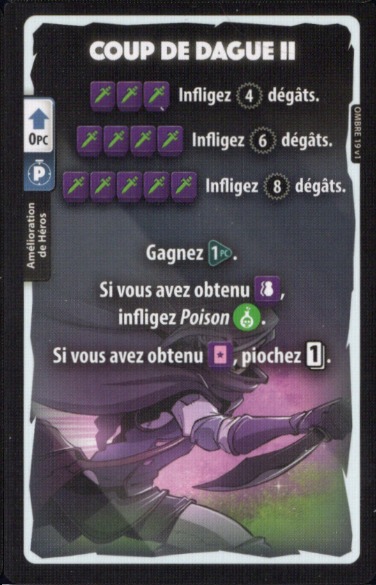 COUP DE DAGUE II
Infligez 4 dégâts.
Infligez 6 dégâts.
Infligez 8 dégâts.
0PC
P
Amélioration
de Héros
OMBRE 19 v1
Gagnez 1PC.
Si vous avez obtenu ,
infligez Poison .
Si vous avez obtenu , piochez 1.